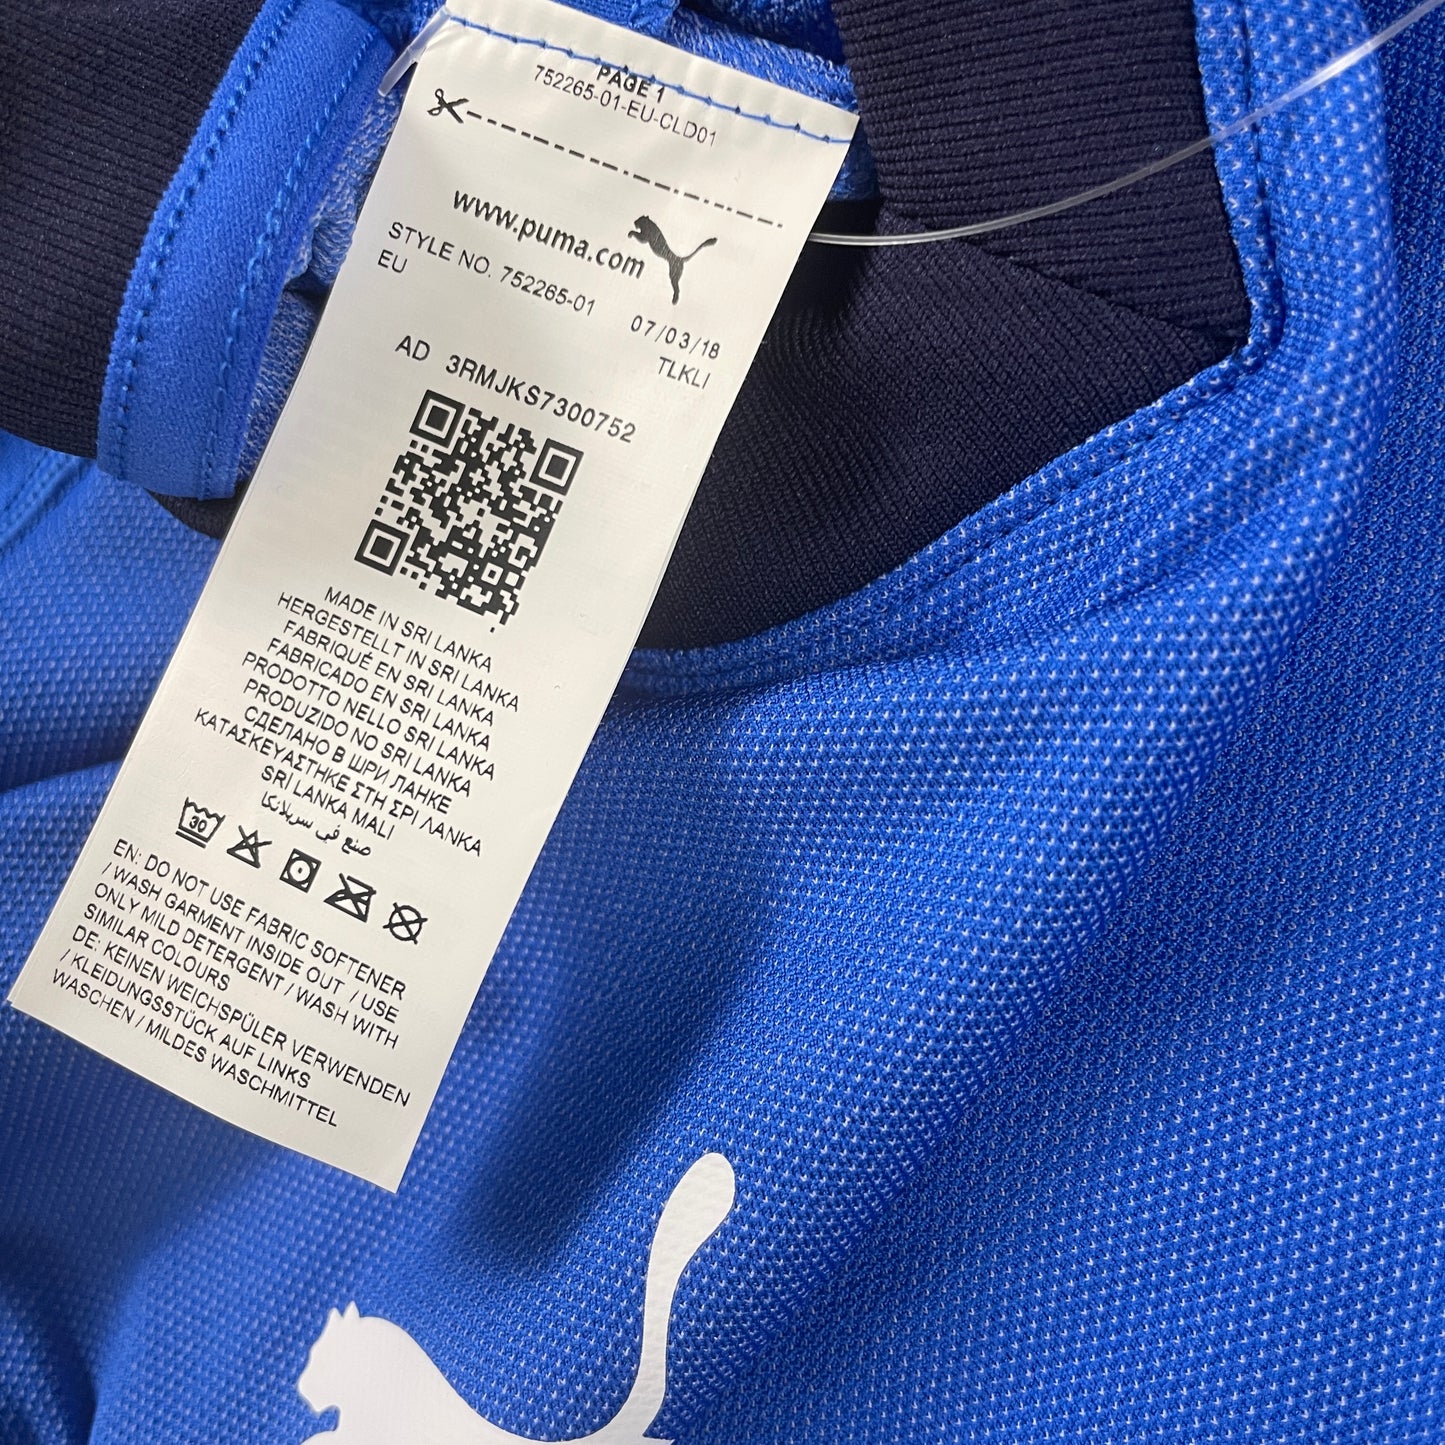 PAGE 1
752265-01-EU-CLD01
www.puma.com
STYLE NO. 752265-01
EU
07/03/18
TLKLI
AD 3RMJKS7300752
MADE IN SRI LANKA
HERGESTELLT IN SRI LANKA
FABRIQUÉ EN SRI LANKA
FABRICADO EN SRI LANKA
PRODOTTO NELLO SRI LANKA
PRODUZIDO NO SRI LANKA
СДЕЛАНО В ШРИ ЛАНКЕ
ΚΑΤΑΣΚΕΥΑΣΤΗΚΕ ΣΤΗ ΣΡΙ ΛΑΝΚΑ
SRI LANKA MALI
صنع في سريلانكا
30
EN: DO NOT USE FABRIC SOFTENER
/ WASH GARMENT INSIDE OUT / USE
ONLY MILD DETERGENT / WASH WITH
SIMILAR COLOURS
DE: KEINEN WEICHSPÜLER VERWENDEN
/ KLEIDUNGSSTÜCK AUF LINKS
WASCHEN / MILDES WASCHMITTEL